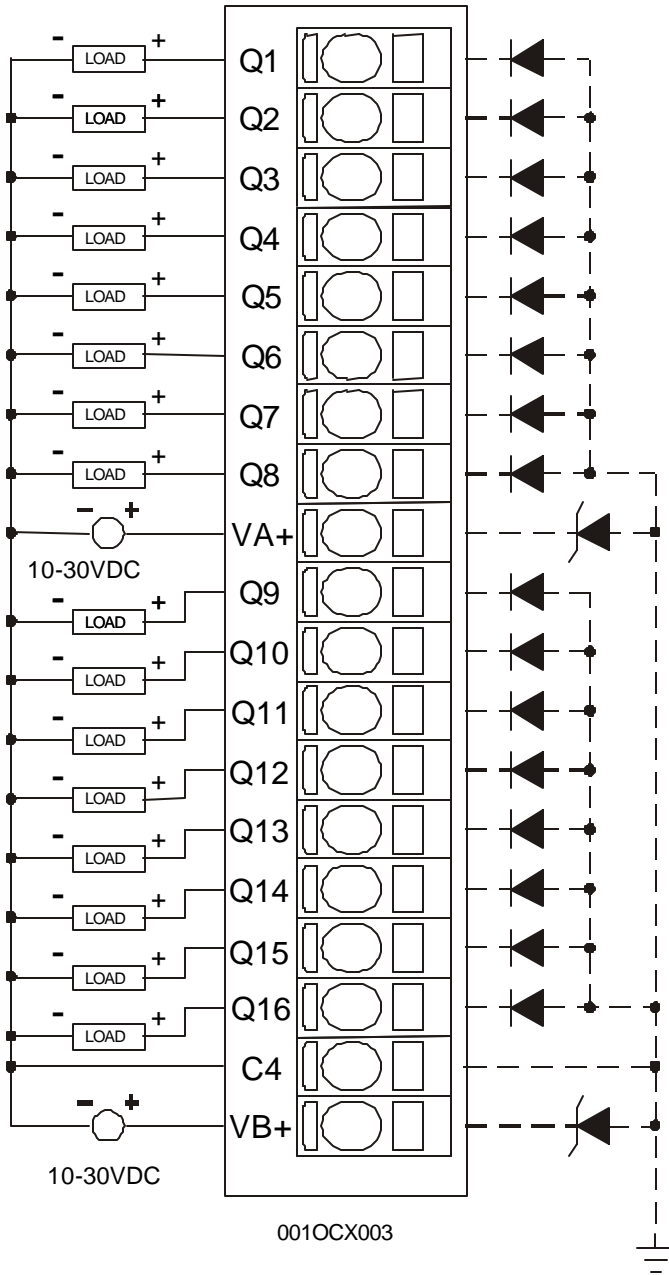 - LOAD + Q1
- LOAD + Q2
- LOAD + Q3
- LOAD + Q4
- LOAD + Q5
- LOAD + Q6
- LOAD + Q7
- LOAD + Q8
- + VA+
10-30VDC
- LOAD + Q9
- LOAD + Q10
- LOAD + Q11
- LOAD + Q12
- LOAD + Q13
- LOAD + Q14
- LOAD + Q15
- LOAD + Q16
C4
- + VB+
10-30VDC
001OCX003